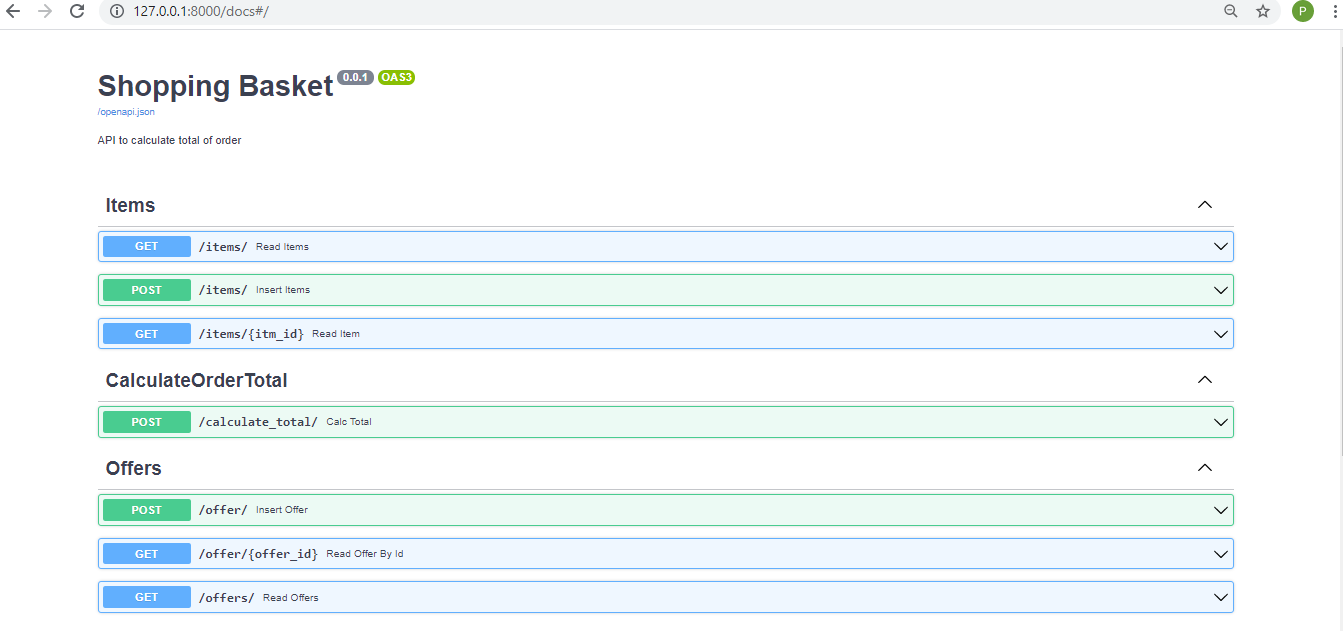 127.0.0.1:8000/docs#/
P
Shopping Basket 0.0.1 OAS3
/openapi.json
API to calculate total of order
Items
GET /items/ Read Items
POST /items/ Insert Items
GET /items/{itm_id} Read Item
CalculateOrderTotal
POST /calculate_total/ Calc Total
Offers
POST /offer/ Insert Offer
GET /offer/{offer_id} Read Offer By Id
GET /offers/ Read Offers